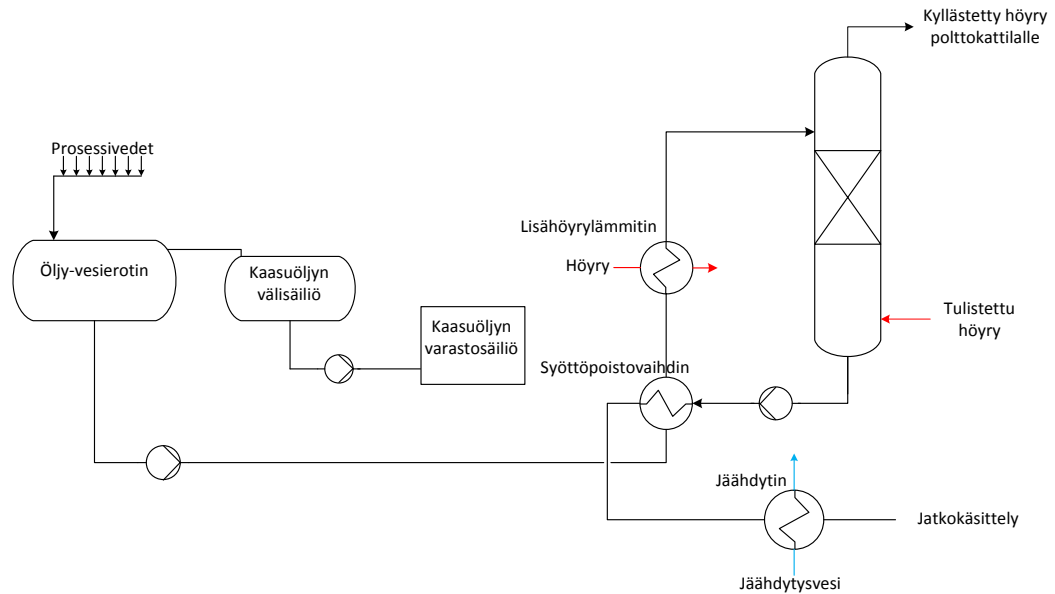 Kyllästetty höyry
polttokattilalle
Prosessivedet
Lisähöyrylämmitin
Öljy-vesierotin
Kaasuöljyn
välisäiliö
Höyry
Kaasuöljyn
varastosäiliö
Tulistettu
höyry
Syöttöpoistovaihdin
Jäähdytin
Jatkokäsittely
Jäähdytysvesi